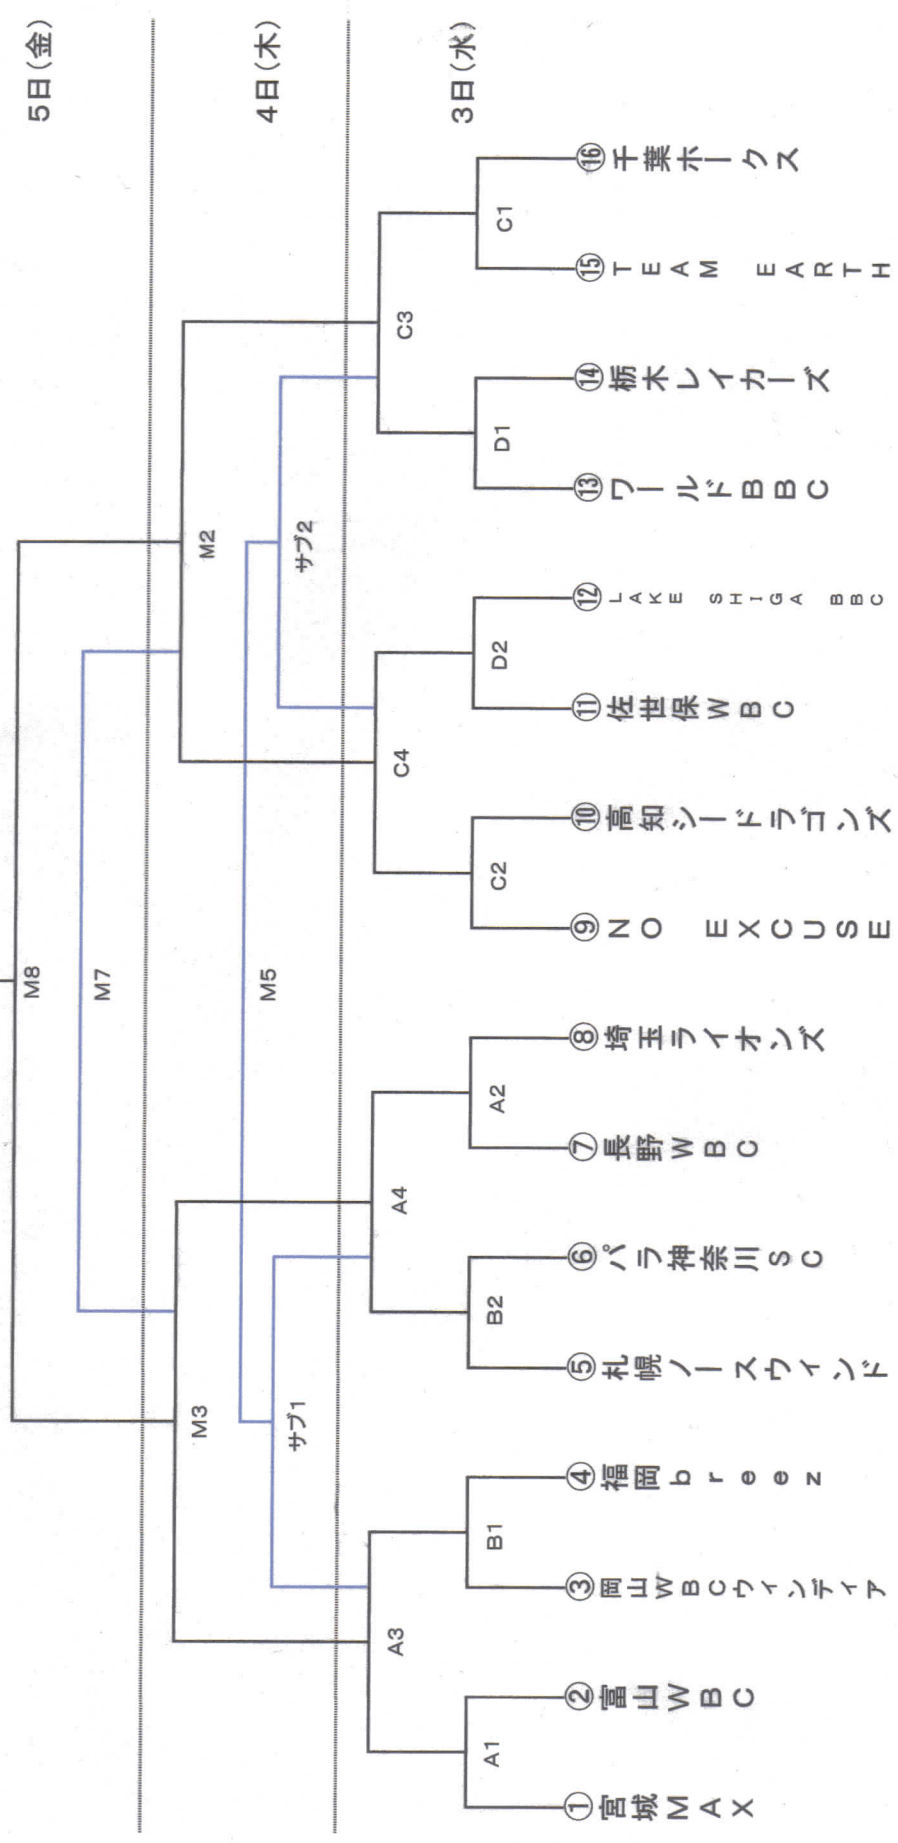 5日(金)
4日(木)
3日(水)
M8
M7
M2
M3
M5
サブ1
サブ2
A3
A4
C4
C3
A1
B1
B2
A2
C2
D2
D1
C1
①宮城MAX
②富山WBC
③岡山WBCウィンディア
④福岡breez
⑤札幌ノースウィンド
⑥パラ神奈川SC
⑦長野WBC
⑧埼玉ライオンズ
⑨NO EXCUSE
⑩高知シードラゴンズ
⑪佐世保WBC
⑫LAKE SHIGA BBC
⑬ワールドBBC
⑭栃木レイカーズ
⑮TEAM EARTH
⑯千葉ホークス